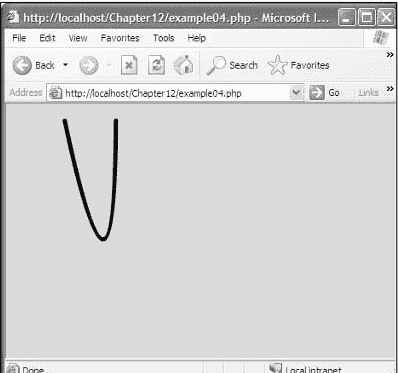 http://localhost/Chapter12/example04.php - Microsoft I...
File Edit View Favorites Tools Help
Back Search Favorites »
Address http://localhost/Chapter12/example04.php Go Links »
Done Local intranet